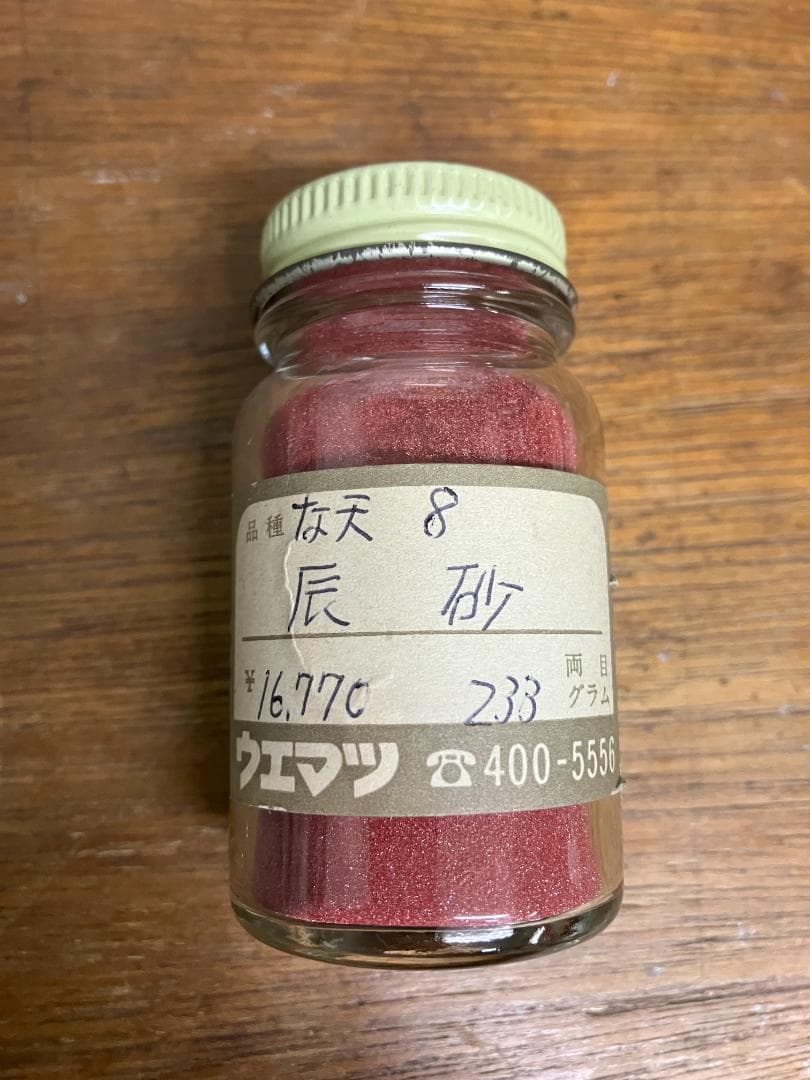 品種 な天 8
辰 砂
¥16,770 233 両目グラム
ウエマツ ☎400-5556